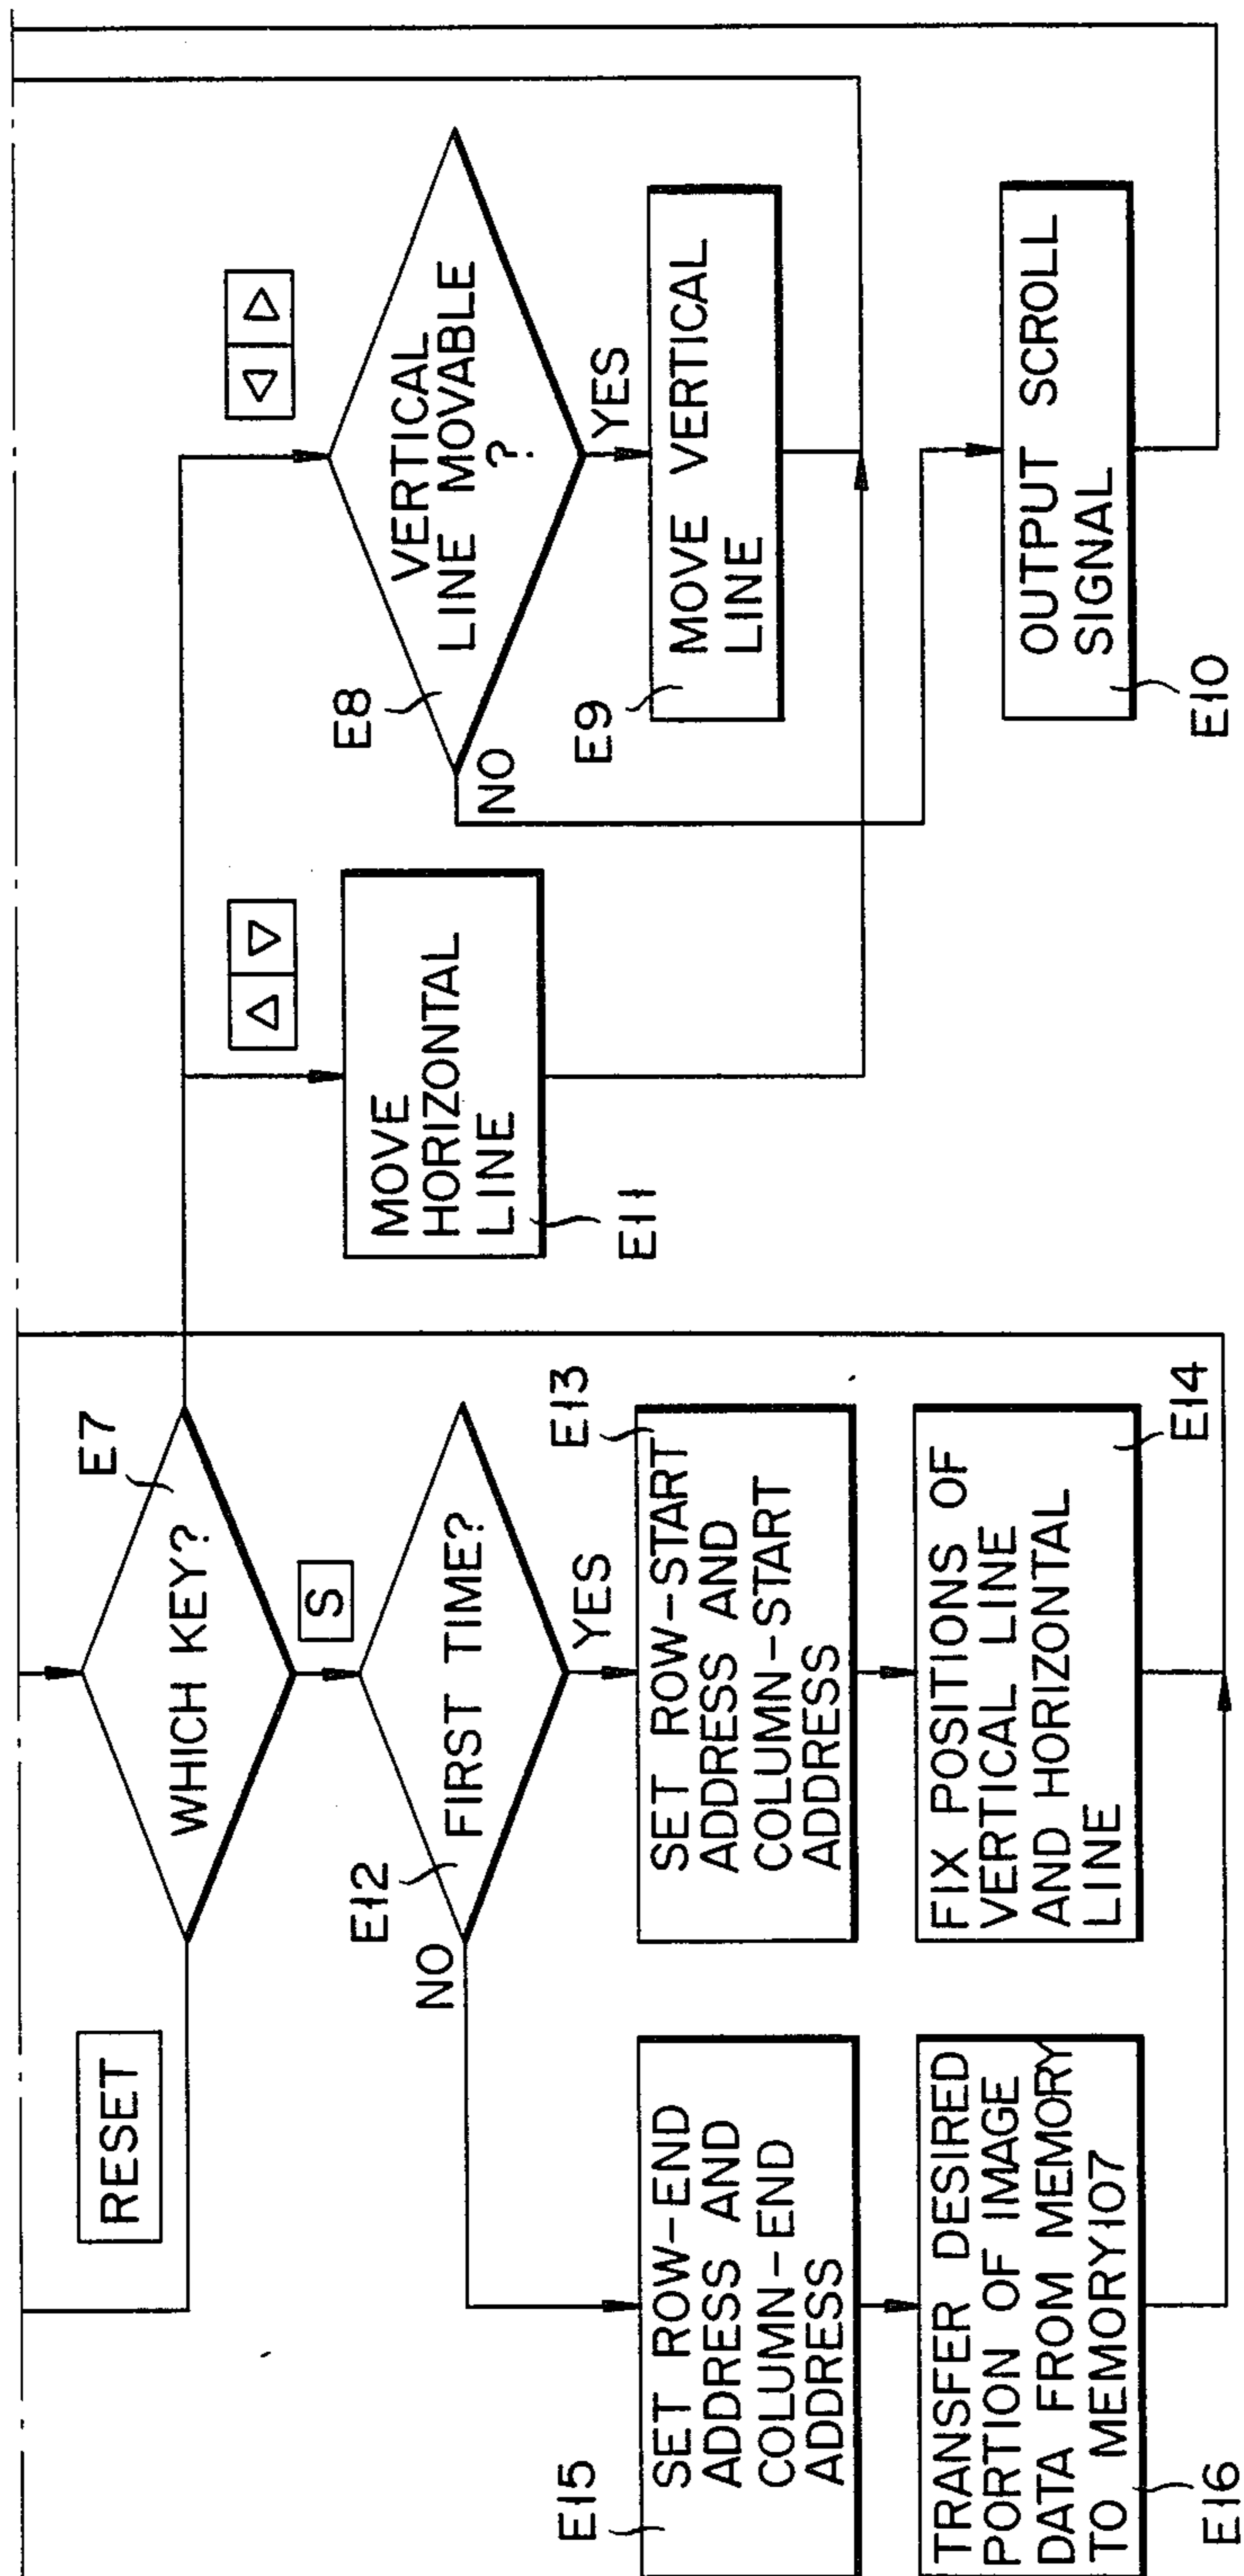 RESET
E7
WHICH KEY?
S
E12
FIRST TIME?
NO
YES
E15
SET ROW-END
ADDRESS AND
COLUMN-END
ADDRESS
E13
SET ROW-START
ADDRESS AND
COLUMN-START
ADDRESS
E16
TRANSFER DESIRED
PORTION OF IMAGE
DATA FROM MEMORY
TO MEMORY107
E14
FIX POSITIONS OF
VERTICAL LINE
AND HORIZONTAL
LINE
△ ▽
MOVE
HORIZONTAL
LINE
E11
◁ ▷
E8
VERTICAL
LINE MOVABLE
?
NO
YES
E9
MOVE VERTICAL
LINE
OUTPUT SCROLL
SIGNAL
E10